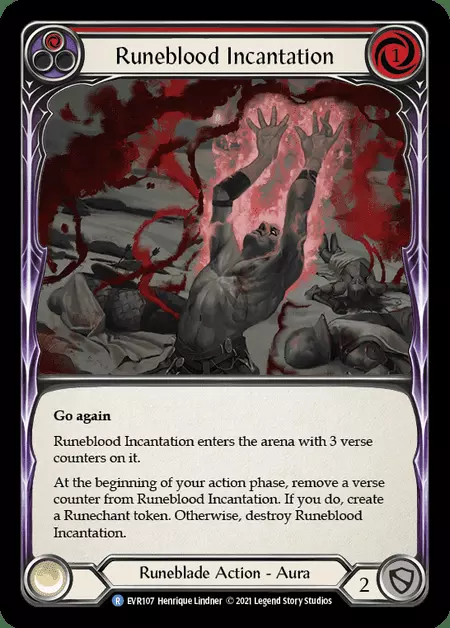 Runeblood Incantation
1
Go again
Runeblood Incantation enters the arena with 3 verse
counters on it.
At the beginning of your action phase, remove a verse
counter from Runeblood Incantation. If you do, create
a Runechant token. Otherwise, destroy Runeblood
Incantation.
Runeblade Action - Aura
2
R EVR107 Henrique Lindner © 2021 Legend Story Studios